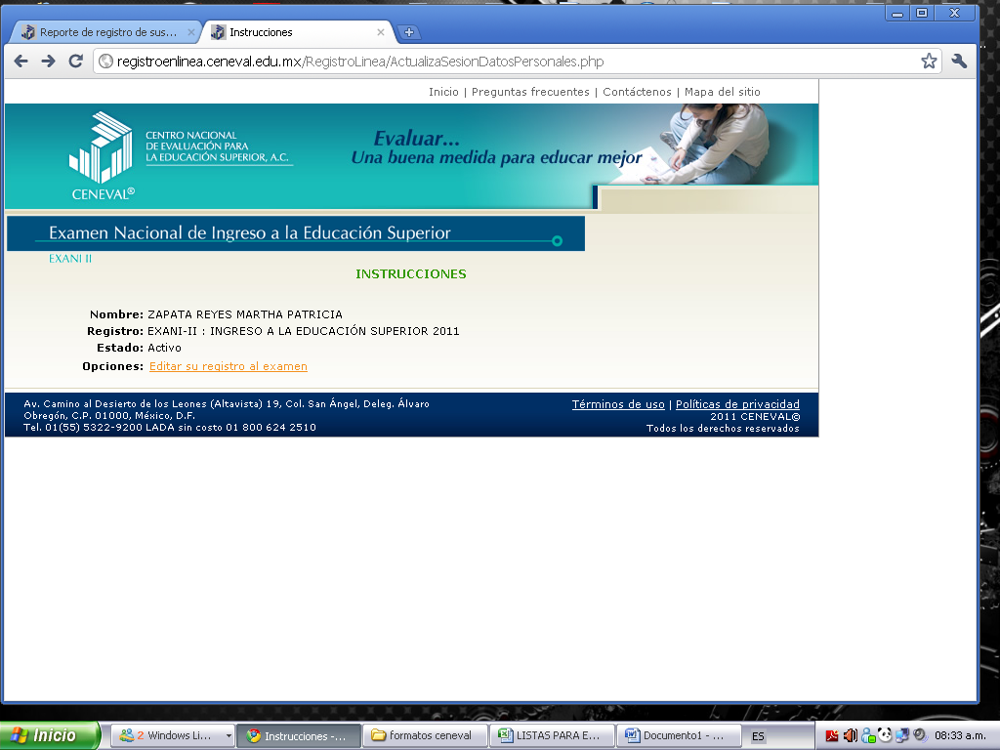 Reporte de registro de sus...
Instrucciones
registroenlinea.ceneval.edu.mx/RegistroLinea/ActualizaSesionDatosPersonales.php
Inicio | Preguntas frecuentes | Contáctenos | Mapa del sitio
CENTRO NACIONAL
DE EVALUACIÓN PARA
LA EDUCACIÓN SUPERIOR, A.C.
CENEVAL®
Evaluar...
Una buena medida para educar mejor
Examen Nacional de Ingreso a la Educación Superior
EXANI II
INSTRUCCIONES
Nombre: ZAPATA REYES MARTHA PATRICIA
Registro: EXANI-II : INGRESO A LA EDUCACIÓN SUPERIOR 2011
Estado: Activo
Opciones: Editar su registro al examen
Av. Camino al Desierto de los Leones (Altavista) 19, Col. San Ángel, Deleg. Álvaro
Obregón, C.P. 01000, México, D.F.
Tel. 01(55) 5322-9200 LADA sin costo 01 800 624 2510
Términos de uso | Políticas de privacidad
2011 CENEVAL©
Todos los derechos reservados
Inicio
2 Windows Li...
Instrucciones -...
formatos ceneval
LISTAS PARA E...
Documento1 - ...
ES
08:33 a.m.